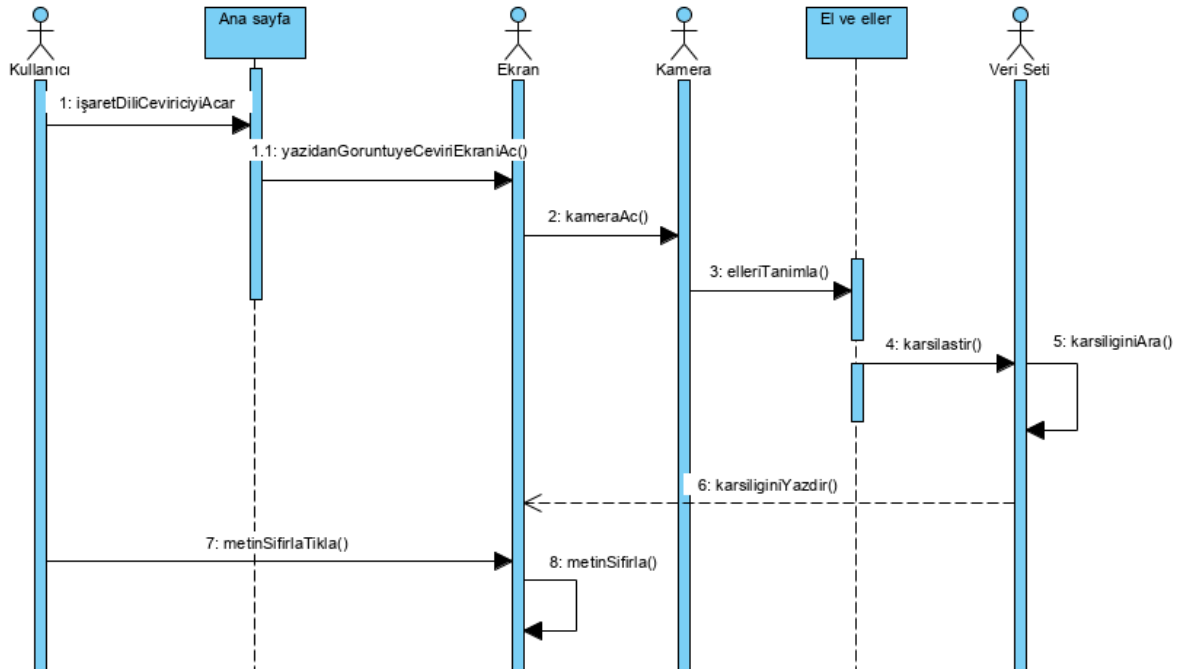 Kullanıcı
Ana sayfa
Ekran
Kamera
El ve eller
Veri Seti
1: işaretDiliCeviriciyiAcar
1.1: yazidanGoruntuyeCeviriEkraniAc()
2: kameraAc()
3: elleriTanimla()
4: karsilastir()
5: karsiliginiAra()
6: karsiliginiYazdir()
7: metinSifirlaTikla()
8: metinSifirla()